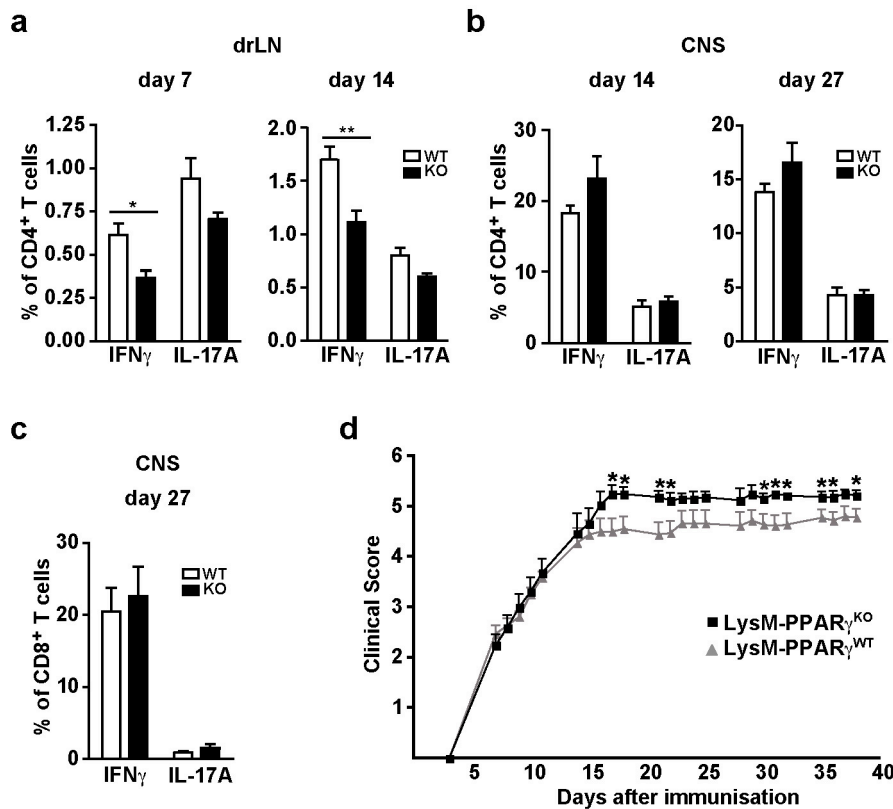 a
drLN
day 7
day 14
% of CD4+ T cells
1.25
1.00
0.75
0.50
0.25
0.00
*
IFNγ
IL-17A
2.0
1.5
1.0
0.5
0.0
**
WT
KO
IFNγ
IL-17A
b
CNS
day 14
day 27
% of CD4+ T cells
30
20
10
0
IFNγ
IL-17A
20
15
10
5
0
WT
KO
IFNγ
IL-17A
c
CNS
day 27
% of CD8+ T cells
30
20
10
0
WT
KO
IFNγ
IL-17A
d
Clinical Score
6
5
4
3
2
1
** ** *** ** *
LysM-PPARγKO
LysM-PPARγWT
5 10 15 20 25 30 35 40
Days after immunisation